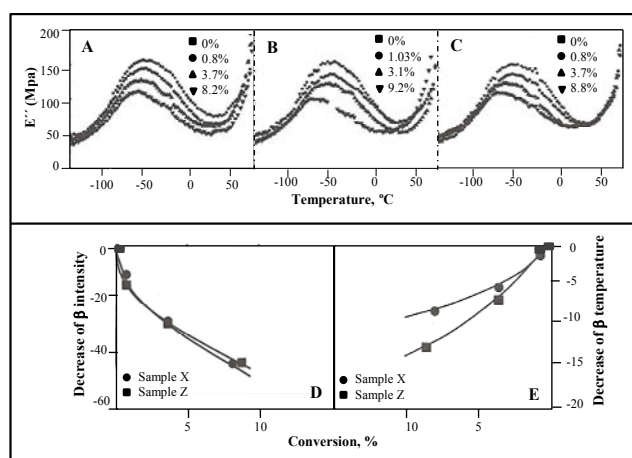 200
150
100
50
0
E´´ (Mpa)
A
0%
0.8%
3.7%
8.2%
B
0%
1.03%
3.1%
9.2%
C
0%
0.8%
3.7%
8.8%
-100 -50 0 50 -100 -50 0 50 -100 -50 0 50
Temperature, ºC
0
-20
-40
-60
Decrease of β intensity
Sample X
Sample Z
D
5 10
Sample X
Sample Z
E
10 5
0
-5
-10
-15
-20
Decrease of β temperature
Conversion, %